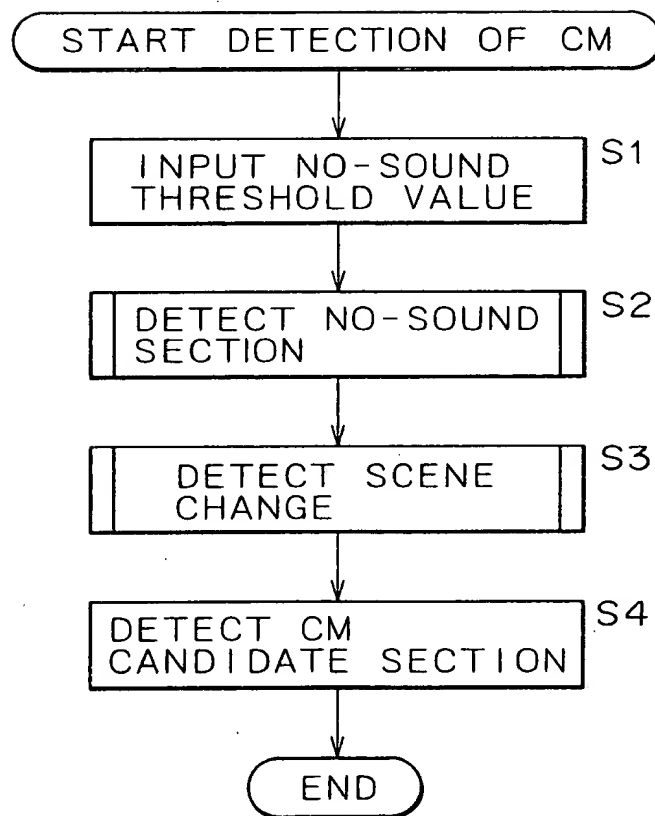 START DETECTION OF CM
S1
INPUT NO-SOUND
THRESHOLD VALUE
S2
DETECT NO-SOUND
SECTION
S3
DETECT SCENE
CHANGE
S4
DETECT CM
CANDIDATE SECTION
END